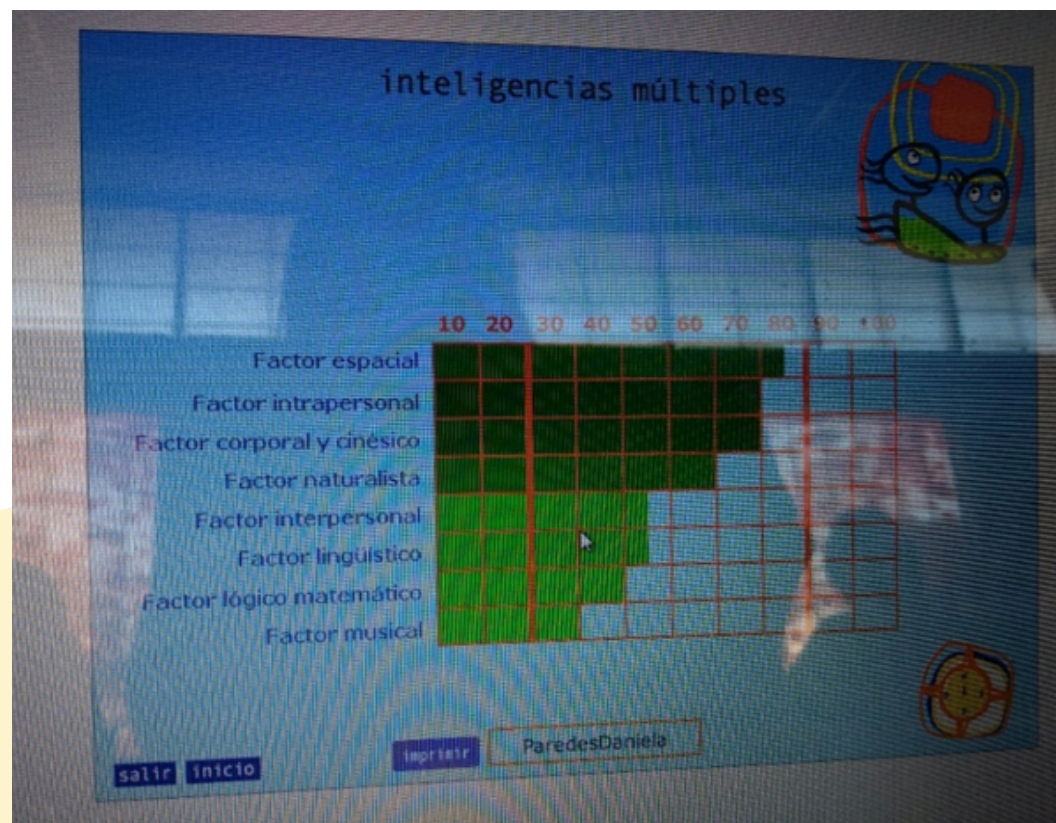 inteligencias múltiples
10 20 30 40 50 60 70 80 90 100
Factor espacial
Factor intrapersonal
Factor corporal y cinésico
Factor naturalista
Factor interpersonal
Factor lingüístico
Factor lógico matemático
Factor musical
imprimir ParedesDaniela
salir inicio